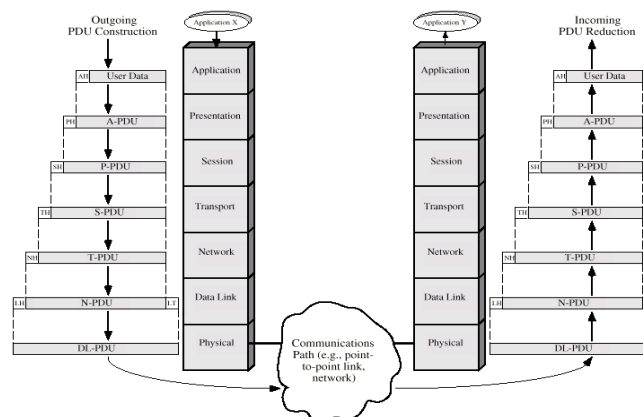 Outgoing
PDU Construction
Application X
Application Y
Incoming
PDU Reduction
AH
User Data
PH
A-PDU
SH
P-PDU
TH
S-PDU
NH
T-PDU
LH
N-PDU
LT
DL-PDU
Application
Presentation
Session
Transport
Network
Data Link
Physical
Communications
Path (e.g., point-
to-point link,
network)
Application
Presentation
Session
Transport
Network
Data Link
Physical
AH
User Data
PH
A-PDU
SH
P-PDU
TH
S-PDU
NH
T-PDU
LH
N-PDU
LT
DL-PDU